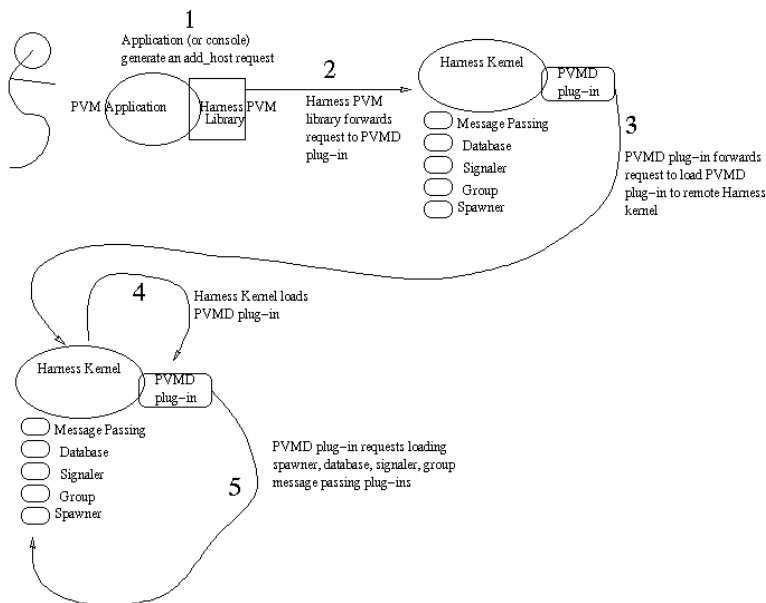 1
Application (or console)
generate an add_host request
PVM Application
Harness PVM
Library
2
Harness PVM
library forwards
request to PVMD
plug-in
Harness Kernel
PVMD
plug-in
Message Passing
Database
Signaler
Group
Spawner
3
PVMD plug-in forwards
request to load PVMD
plug-in to remote Harness
kernel
4
Harness Kernel loads
PVMD plug-in
Harness Kernel
PVMD
plug-in
Message Passing
Database
Signaler
Group
Spawner
5
PVMD plug-in requests loading
spawner, database, signaler, group
message passing plug-ins